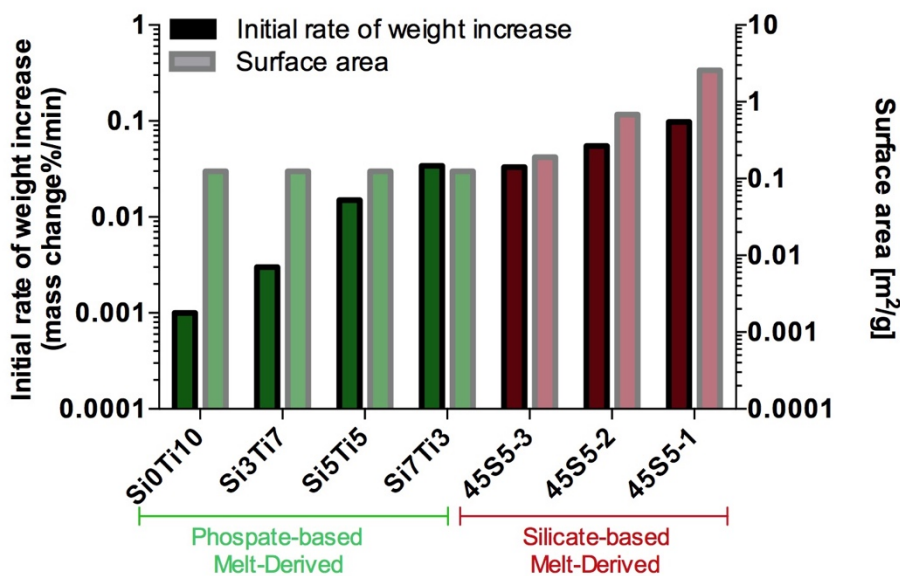 Initial rate of weight increase
Surface area
Initial rate of weight increase
(mass change%/min)
1
0.1
0.01
0.001
0.0001
10
1
0.1
0.01
0.001
0.0001
Surface area [m²/g]
Si0Ti10
Si3Ti7
Si5Ti5
Si7Ti3
45S5-3
45S5-2
45S5-1
Phospate-based
Melt-Derived
Silicate-based
Melt-Derived